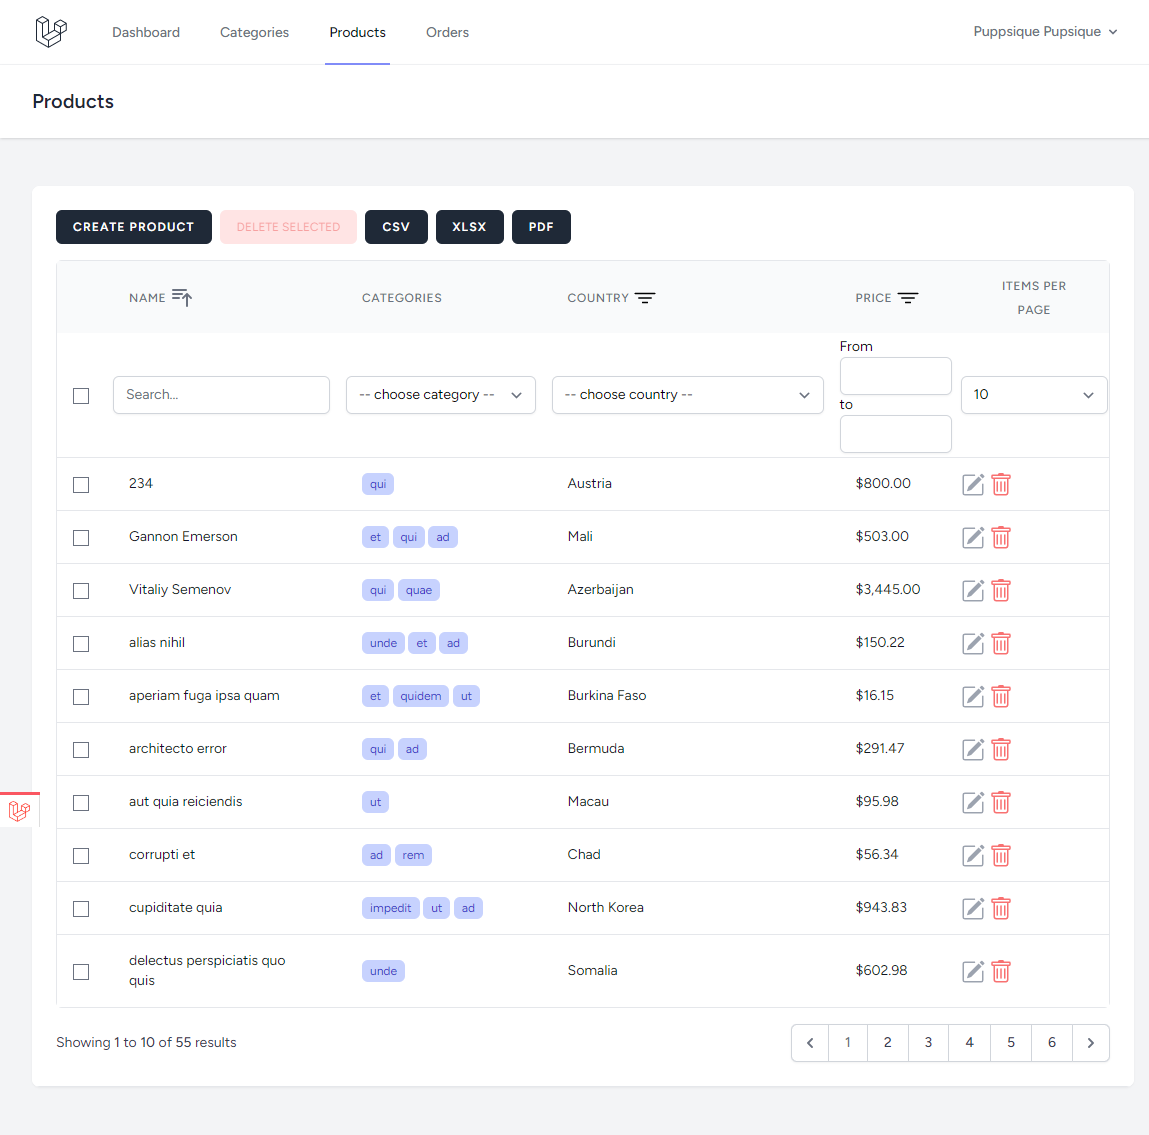 Dashboard Categories Products Orders Puppsique Pupsique
Products
CREATE PRODUCT DELETE SELECTED CSV XLSX PDF
NAME CATEGORIES COUNTRY PRICE ITEMS PER
PAGE
From
Search... -- choose category -- -- choose country -- 10
to
234 qui Austria $800.00
Gannon Emerson et qui ad Mali $503.00
Vitaliy Semenov qui quae Azerbaijan $3,445.00
alias nihil unde et ad Burundi $150.22
aperiam fuga ipsa quam et quidem ut Burkina Faso $16.15
architecto error qui ad Bermuda $291.47
aut quia reiciendis ut Macau $95.98
corrupti et ad rem Chad $56.34
cupiditate quia impedit ut ad North Korea $943.83
delectus perspiciatis quo
quis unde Somalia $602.98
Showing 1 to 10 of 55 results 1 2 3 4 5 6